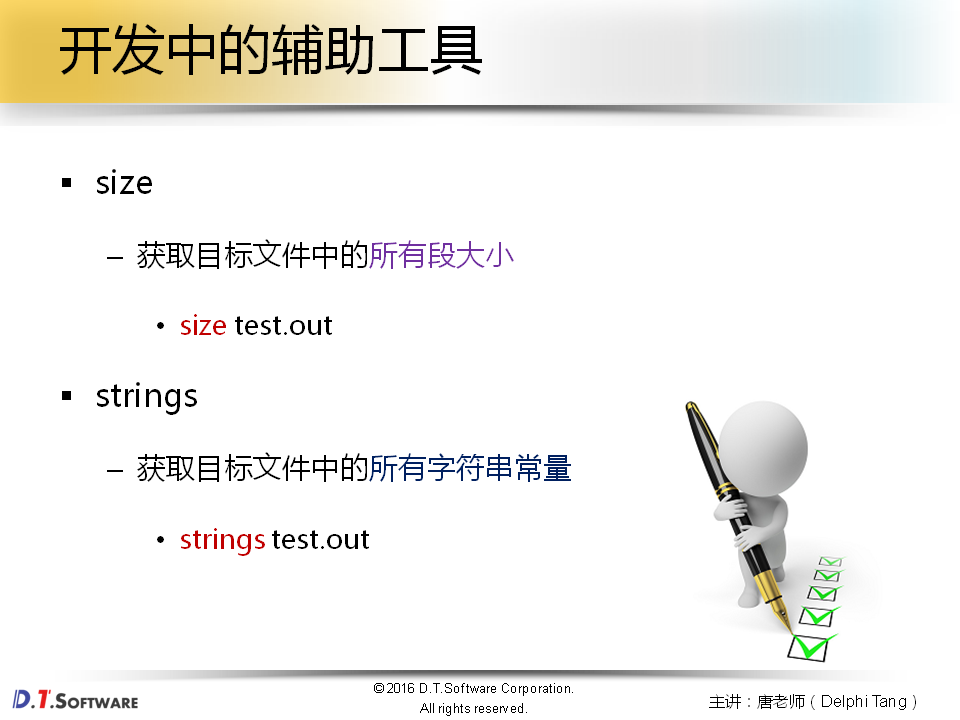 开发中的辅助工具
▪ size
– 获取目标文件中的所有段大小
• size test.out
▪ strings
– 获取目标文件中的所有字符串常量
• strings test.out
D.T.SOFTWARE
©2016 D.T.Software Corporation.
All rights reserved.
主讲：唐老师（Delphi Tang）